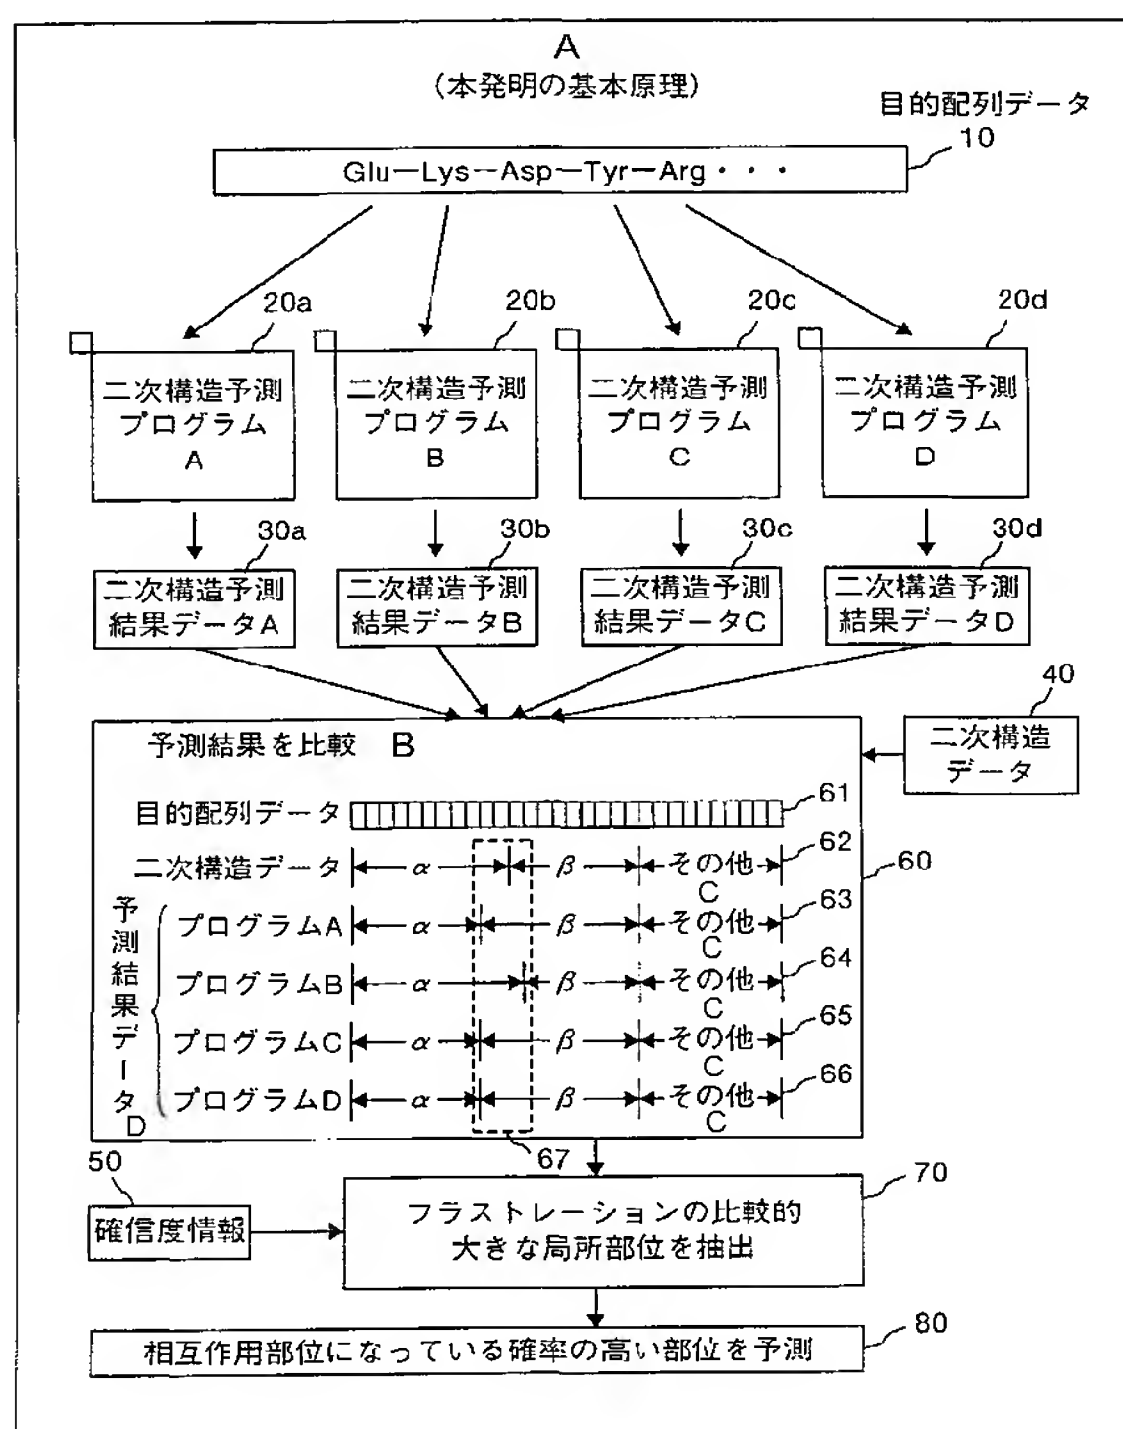 A
（本発明の基本原理）
目的配列データ
10
Glu－Lys－Asp－Tyr－Arg・・・
20a
20b
20c
20d
二次構造予測
プログラム
A
二次構造予測
プログラム
B
二次構造予測
プログラム
C
二次構造予測
プログラム
D
30a
30b
30c
30d
二次構造予測
結果データA
二次構造予測
結果データB
二次構造予測
結果データC
二次構造予測
結果データD
40
二次構造
データ
予測結果を比較 B
目的配列データ
61
二次構造データ α β その他
C
62
60
予測結果データ
D
プログラムA α β その他
C
63
プログラムB α β その他
C
64
プログラムC α β その他
C
65
プログラムD α β その他
C
66
67
50
確信度情報
70
フラストレーションの比較的
大きな局所部位を抽出
80
相互作用部位になっている確率の高い部位を予測